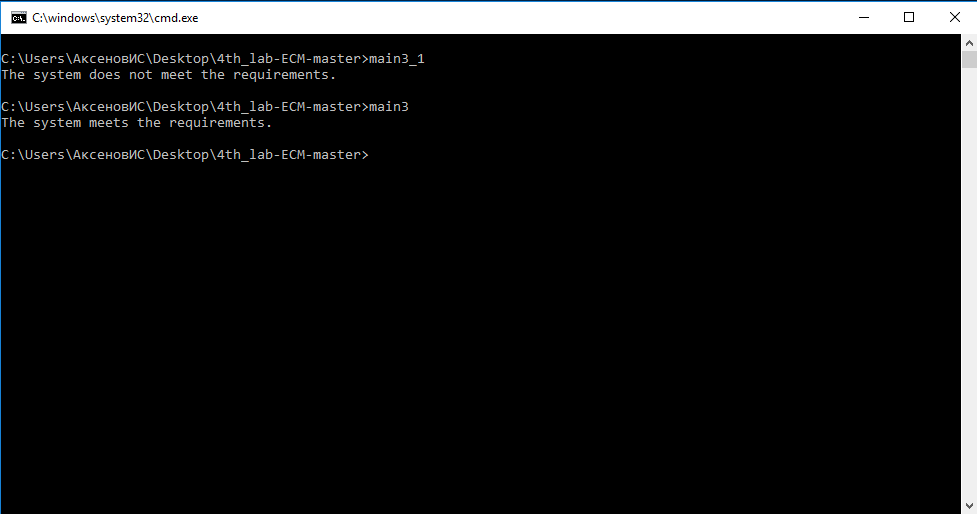 C:\windows\system32\cmd.exe
C:\Users\АксеновИС\Desktop\4th_lab-ECM-master>main3_1
The system does not meet the requirements.
C:\Users\АксеновИС\Desktop\4th_lab-ECM-master>main3
The system meets the requirements.
C:\Users\АксеновИС\Desktop\4th_lab-ECM-master>